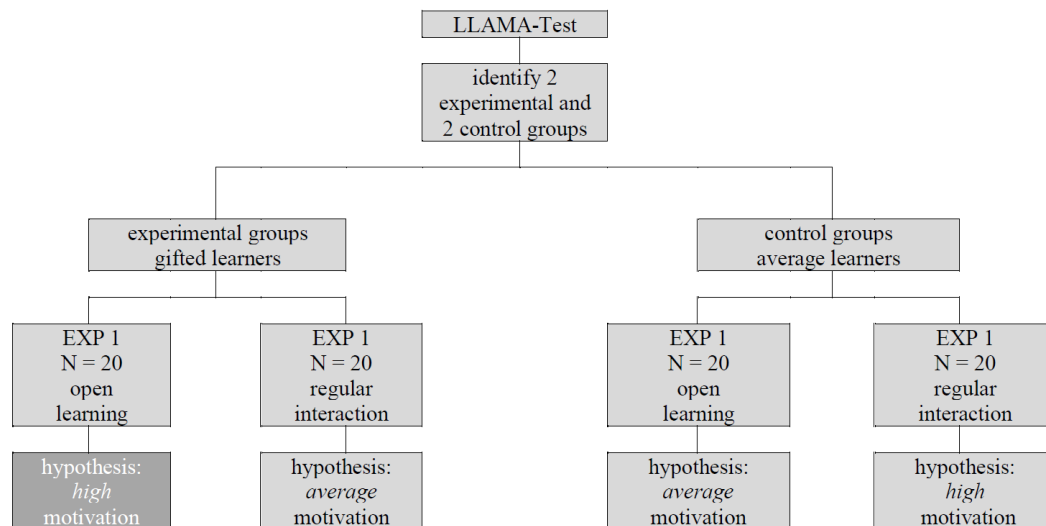 LLAMA-Test
identify 2
experimental and
2 control groups
experimental groups
gifted learners
control groups
average learners
EXP 1
N = 20
open
learning
EXP 1
N = 20
regular
interaction
EXP 1
N = 20
open
learning
EXP 1
N = 20
regular
interaction
hypothesis:
high
motivation
hypothesis:
average
motivation
hypothesis:
average
motivation
hypothesis:
high
motivation